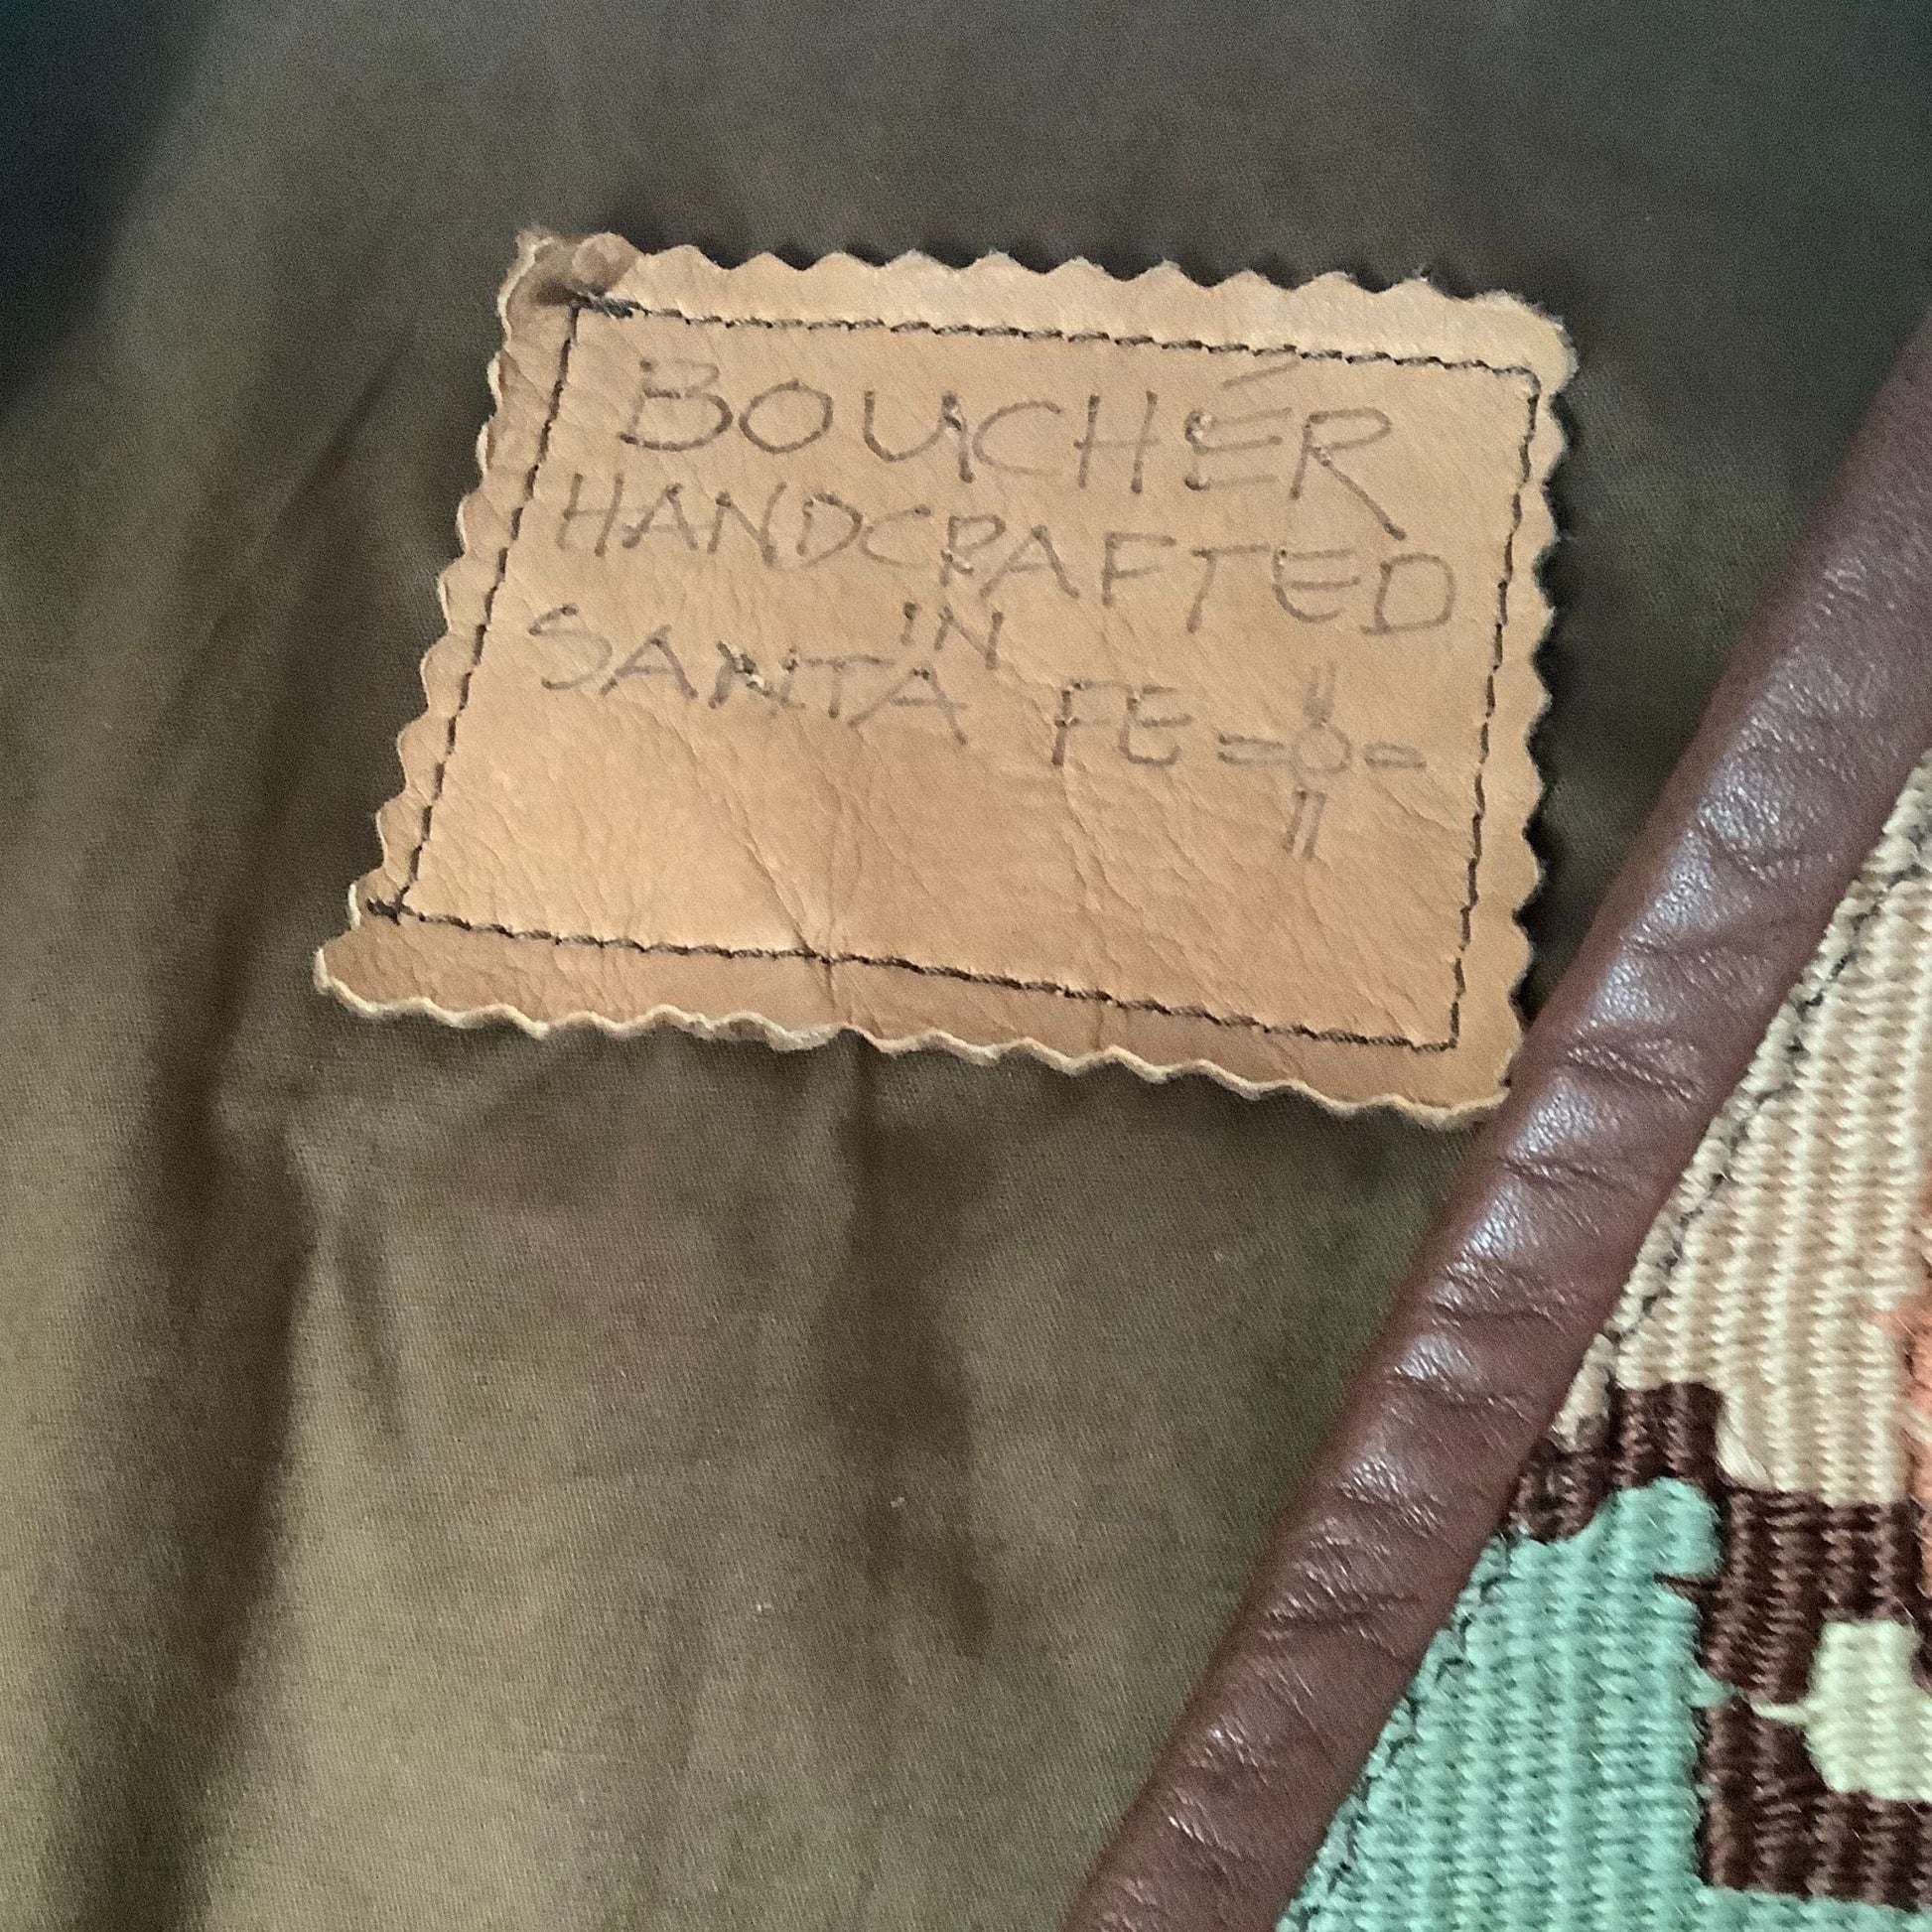 BOUCHÉR
HANDCRAFTED
IN
SANTA FE